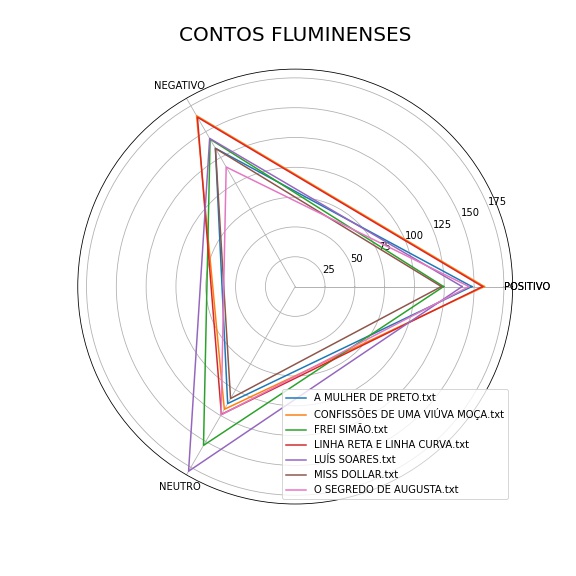 CONTOS FLUMINENSES
NEGATIVO
175
150
125
100
75
50
25
POSITIVO
A MULHER DE PRETO.txt
CONFISSÕES DE UMA VIÚVA MOÇA.txt
FREI SIMÃO.txt
LINHA RETA E LINHA CURVA.txt
LUÍS SOARES.txt
MISS DOLLAR.txt
O SEGREDO DE AUGUSTA.txt
NEUTRO